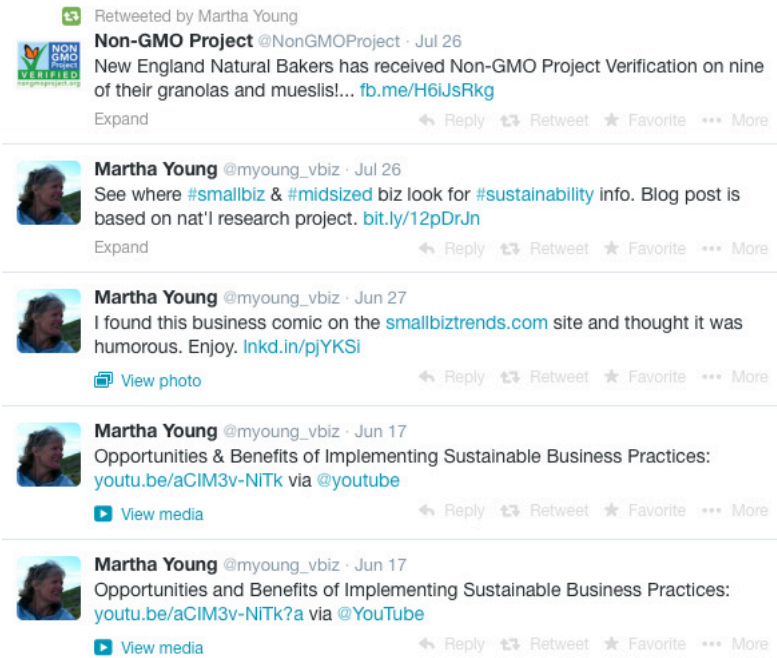 Retweeted by Martha Young
Non-GMO Project @NonGMOProject · Jul 26
NON
GMO
Project
VERIFIED
nongmoproject.org
New England Natural Bakers has received Non-GMO Project Verification on nine
of their granolas and mueslis!... fb.me/H6iJsRkg
Expand Reply Retweet Favorite More
Martha Young @myoung_vbiz · Jul 26
See where #smallbiz & #midsized biz look for #sustainability info. Blog post is
based on nat'l research project. bit.ly/12pDrJn
Expand Reply Retweet Favorite More
Martha Young @myoung_vbiz · Jun 27
I found this business comic on the smallbiztrends.com site and thought it was
humorous. Enjoy. lnkd.in/pjYKSi
View photo Reply Retweet Favorite More
Martha Young @myoung_vbiz · Jun 17
Opportunities & Benefits of Implementing Sustainable Business Practices:
youtu.be/aCIM3v-NiTk via @youtube
View media Reply Retweet Favorite More
Martha Young @myoung_vbiz · Jun 17
Opportunities and Benefits of Implementing Sustainable Business Practices:
youtu.be/aCIM3v-NiTk?a via @YouTube
View media Reply Retweet Favorite More